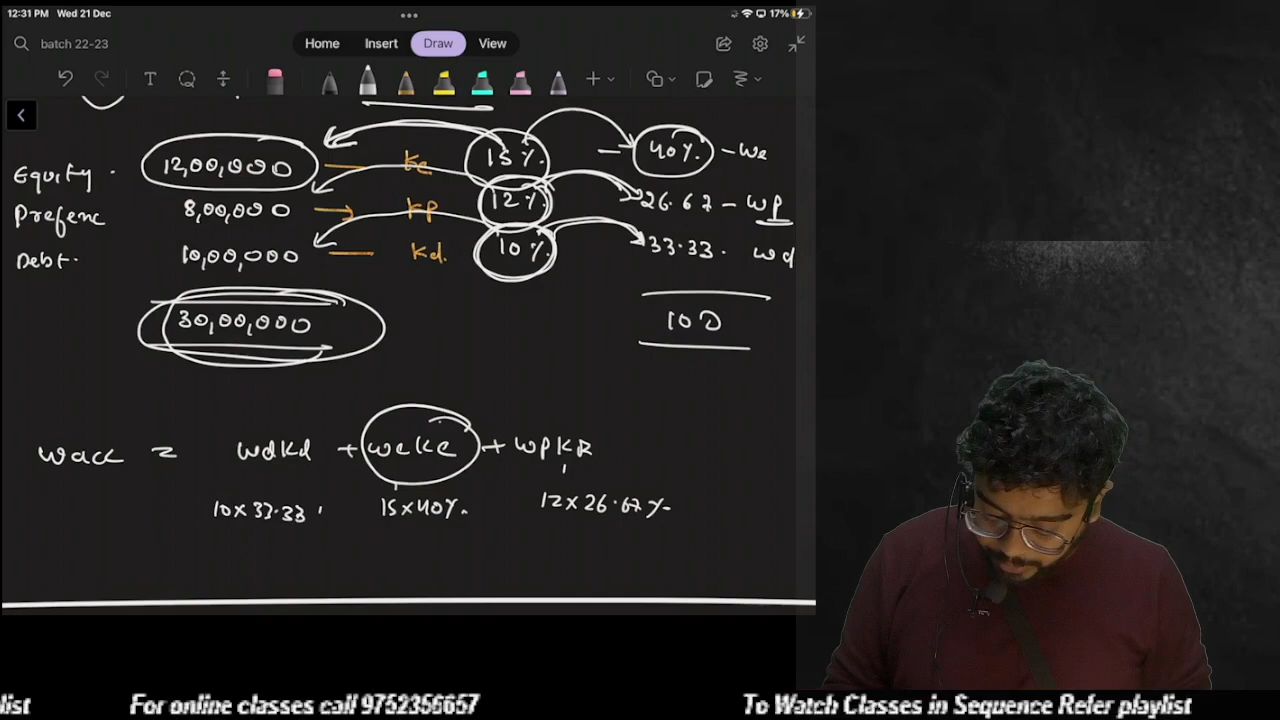 12:31 PM Wed 21 Dec
17%
batch 22-23
Home Insert Draw View
Equity. 12,00,000 — Ke 15%. — 40%. – we
Prefenc 8,00,000 → kp 12%. 26.67 – wp
Debt. 10,00,000 — Kd. 10%. 33.33. wd
30,00,000 100
wacc = wdkd + weke + wpkp
10×33.33 15×40%. 12×26.67%.
list For online classes call 9752356657 To Watch Classes in Sequence Refer playlist